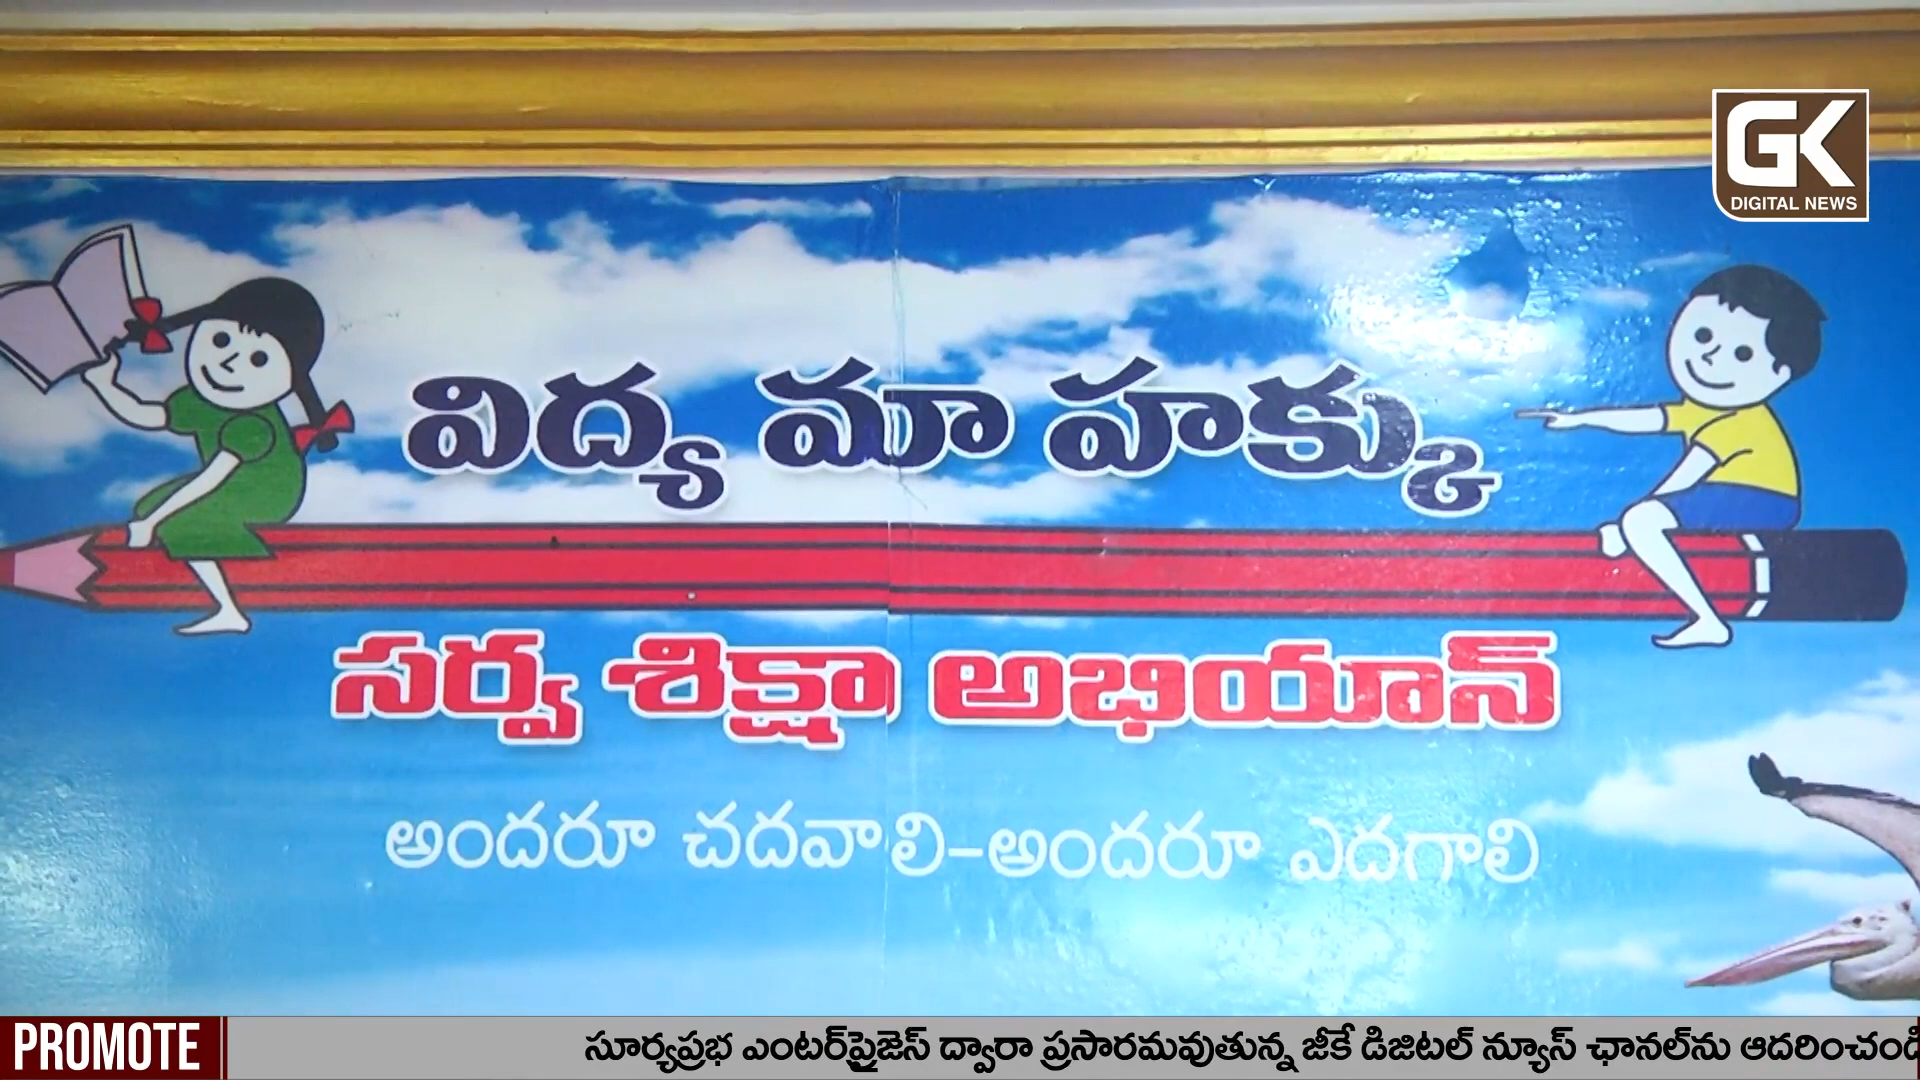 GK
DIGITAL NEWS
విద్య మా హక్కు
సర్వ శిక్షా అభియాన్
అందరూ చదవాలి-అందరూ ఎదగాలి
PROMOTE
సూర్యప్రభ ఎంటర్‌ప్రైజెస్ ద్వారా ప్రసారమవుతున్న జీకే డిజిటల్ న్యూస్ ఛానల్‌ను ఆదరించండి